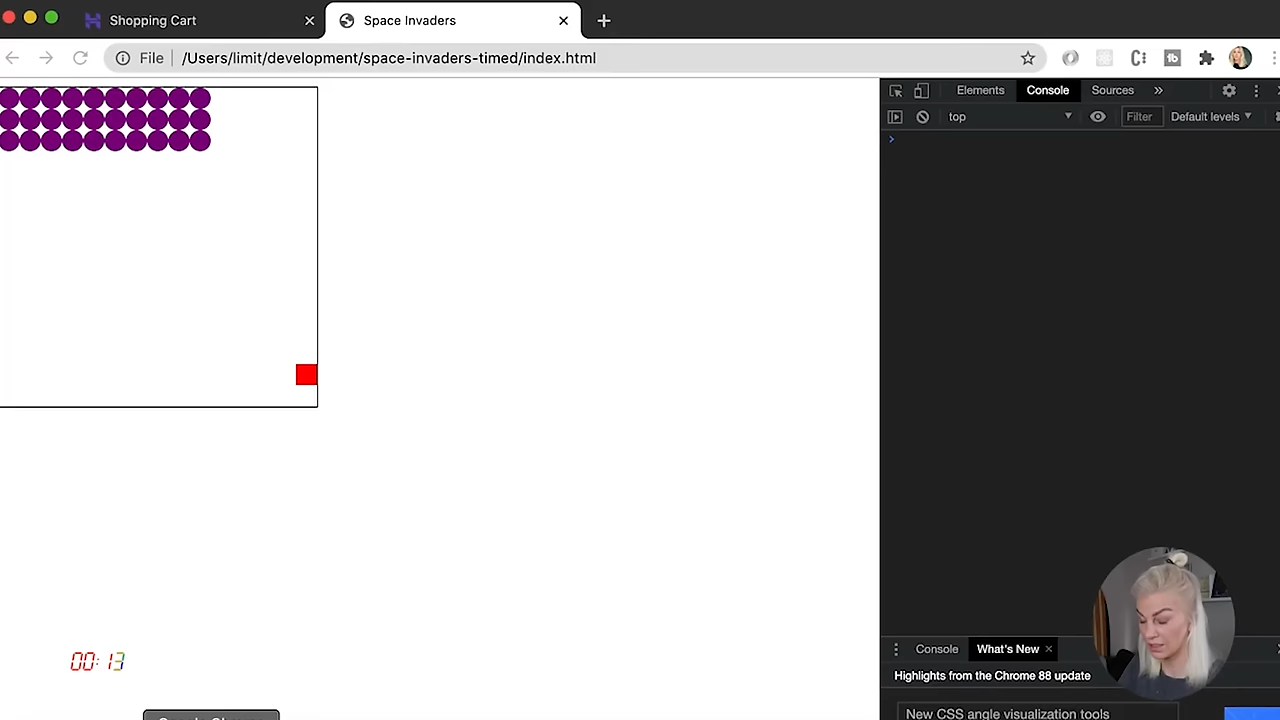 Shopping Cart
Space Invaders
File
/Users/limit/development/space-invaders-timed/index.html
Elements
Console
Sources
top
Filter
Default levels
Console
What's New
Highlights from the Chrome 88 update
New CSS angle visualization tools
00:13